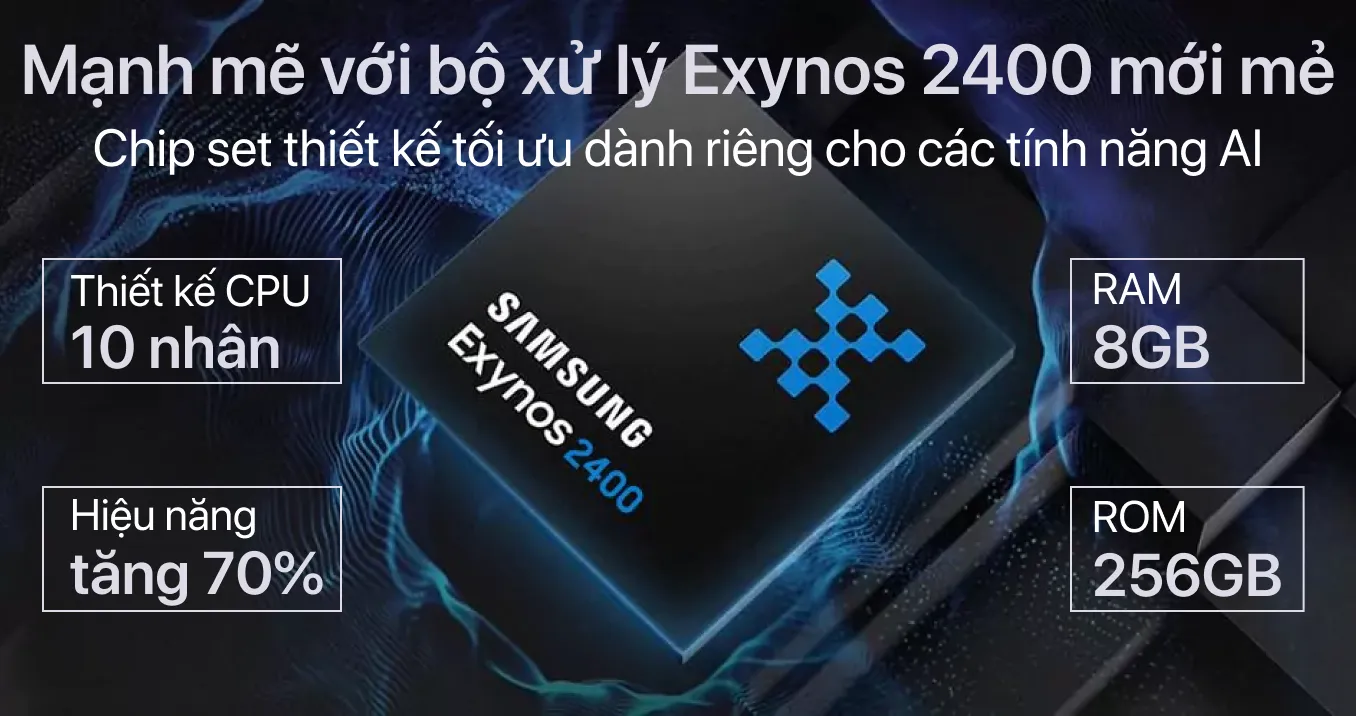 Mạnh mẽ với bộ xử lý Exynos 2400 mới mẻ
Chip set thiết kế tối ưu dành riêng cho các tính năng AI
Thiết kế CPU
10 nhân
RAM
8GB
SAMSUNG
Exynos 2400
Hiệu năng
tăng 70%
ROM
256GB